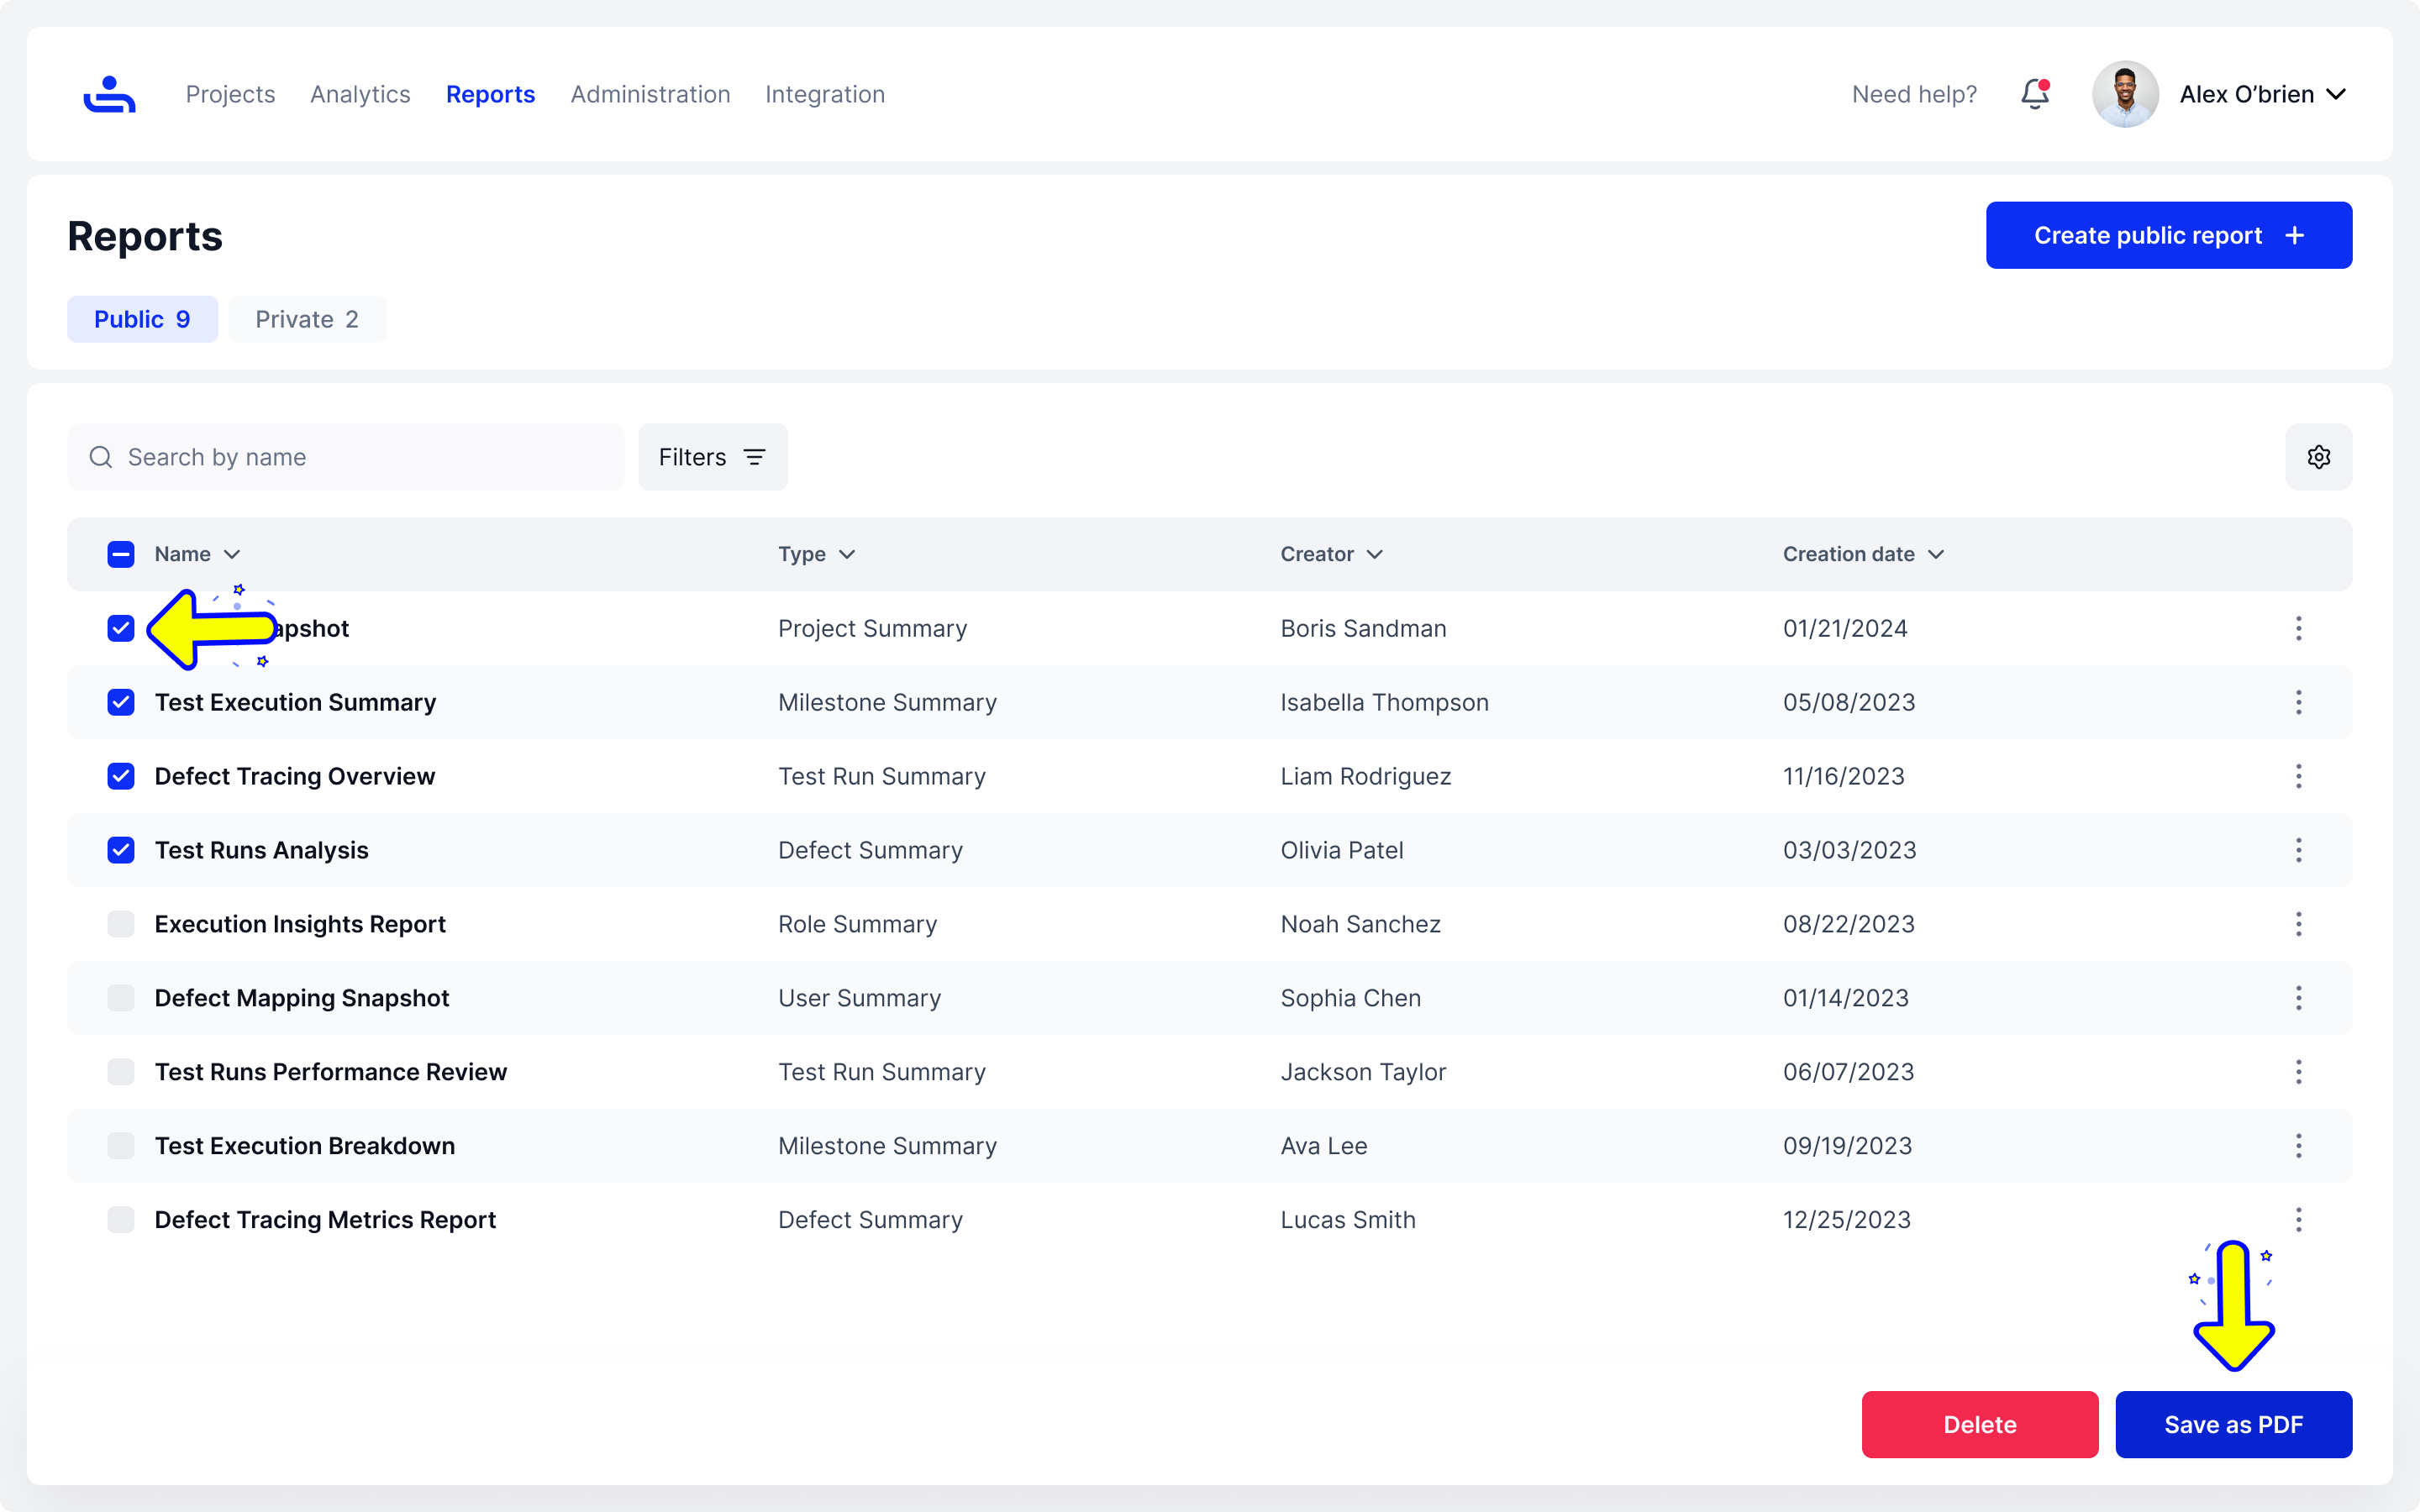 Projects Analytics Reports Administration Integration Need help? Alex O’brien
Reports
Create public report +
Public 9 Private 2
Search by name Filters
Name Type Creator Creation date
apshot Project Summary Boris Sandman 01/21/2024
Test Execution Summary Milestone Summary Isabella Thompson 05/08/2023
Defect Tracing Overview Test Run Summary Liam Rodriguez 11/16/2023
Test Runs Analysis Defect Summary Olivia Patel 03/03/2023
Execution Insights Report Role Summary Noah Sanchez 08/22/2023
Defect Mapping Snapshot User Summary Sophia Chen 01/14/2023
Test Runs Performance Review Test Run Summary Jackson Taylor 06/07/2023
Test Execution Breakdown Milestone Summary Ava Lee 09/19/2023
Defect Tracing Metrics Report Defect Summary Lucas Smith 12/25/2023
Delete Save as PDF